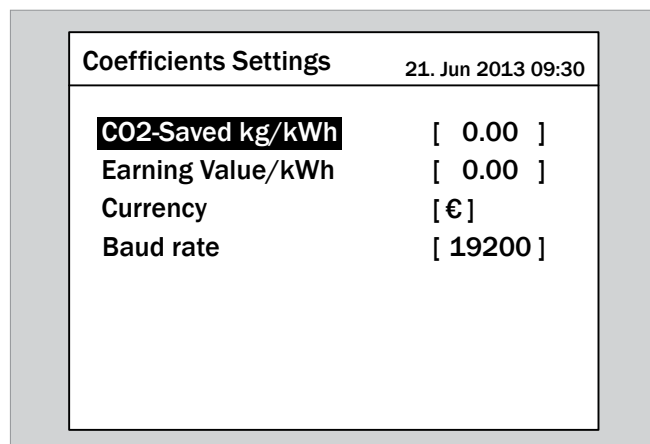 Coefficients Settings 21. Jun 2013 09:30
CO2-Saved kg/kWh [ 0.00 ]
Earning Value/kWh [ 0.00 ]
Currency [ € ]
Baud rate [ 19200 ]